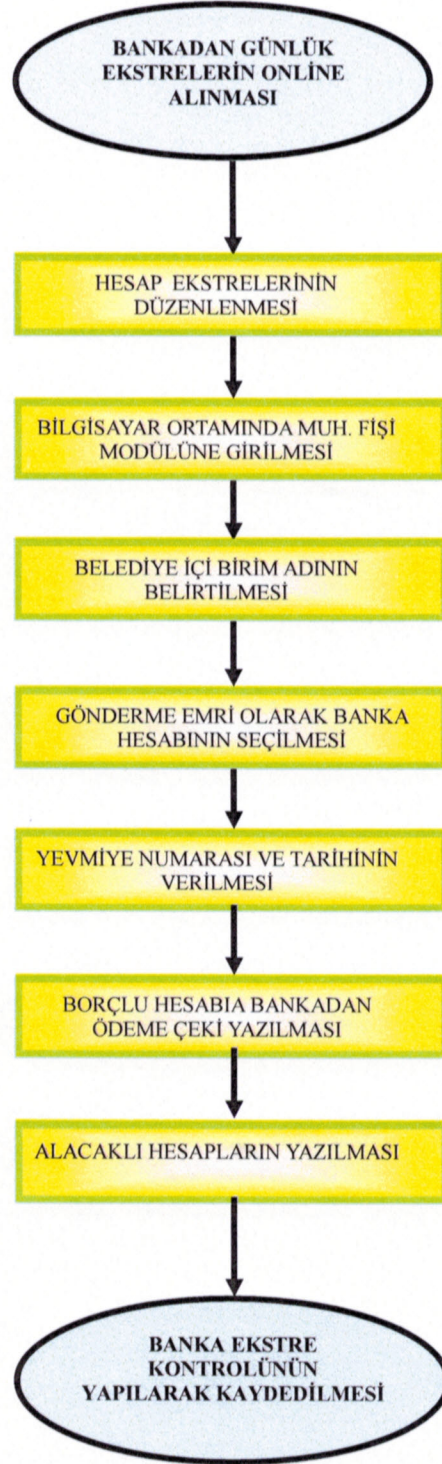 BANKADAN GÜNLÜK
EKSTRELERİN ONLINE
ALINMASI
HESAP EKSTRELERİNİN
DÜZENLENMESİ
BİLGİSAYAR ORTAMINDA MUH. FİŞİ
MODÜLÜNE GİRİLMESİ
BELEDİYE İÇİ BİRİM ADININ
BELİRTİLMESİ
GÖNDERME EMRİ OLARAK BANKA
HESABININ SEÇİLMESİ
YEVMİYE NUMARASI VE TARİHİNİN
VERİLMESİ
BORÇLU HESABIA BANKADAN
ÖDEME ÇEKİ YAZILMASI
ALACAKLI HESAPLARIN YAZILMASI
BANKA EKSTRE
KONTROLÜNÜN
YAPILARAK KAYDEDİLMESİ